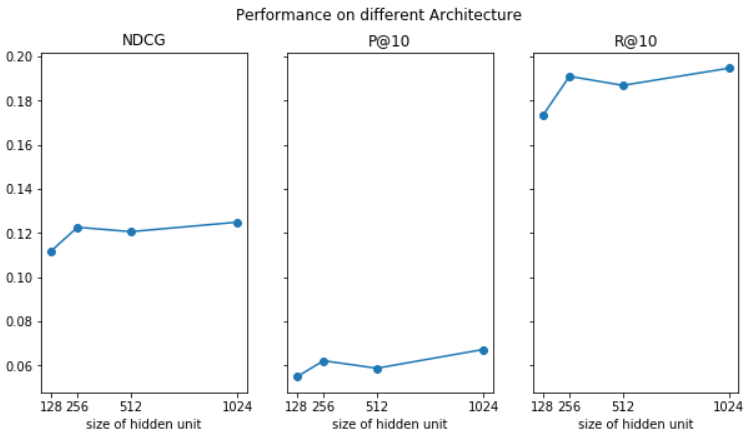 Performance on different Architecture
NDCG
P@10
R@10
0.20
0.18
0.16
0.14
0.12
0.10
0.08
0.06
128 256 512 1024
128 256 512 1024
128 256 512 1024
size of hidden unit
size of hidden unit
size of hidden unit